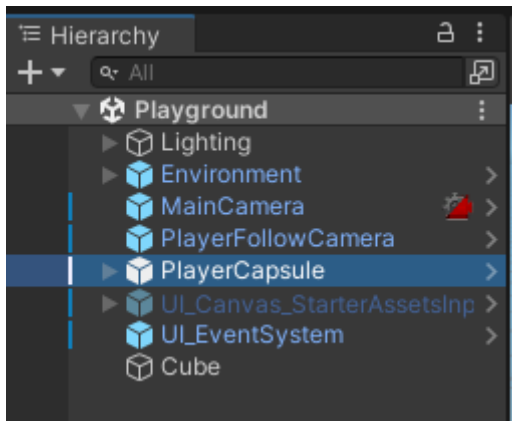 Hierarchy
All
Playground
Lighting
Environment
MainCamera
PlayerFollowCamera
PlayerCapsule
UI_Canvas_StarterAssetsInp
UI_EventSystem
Cube